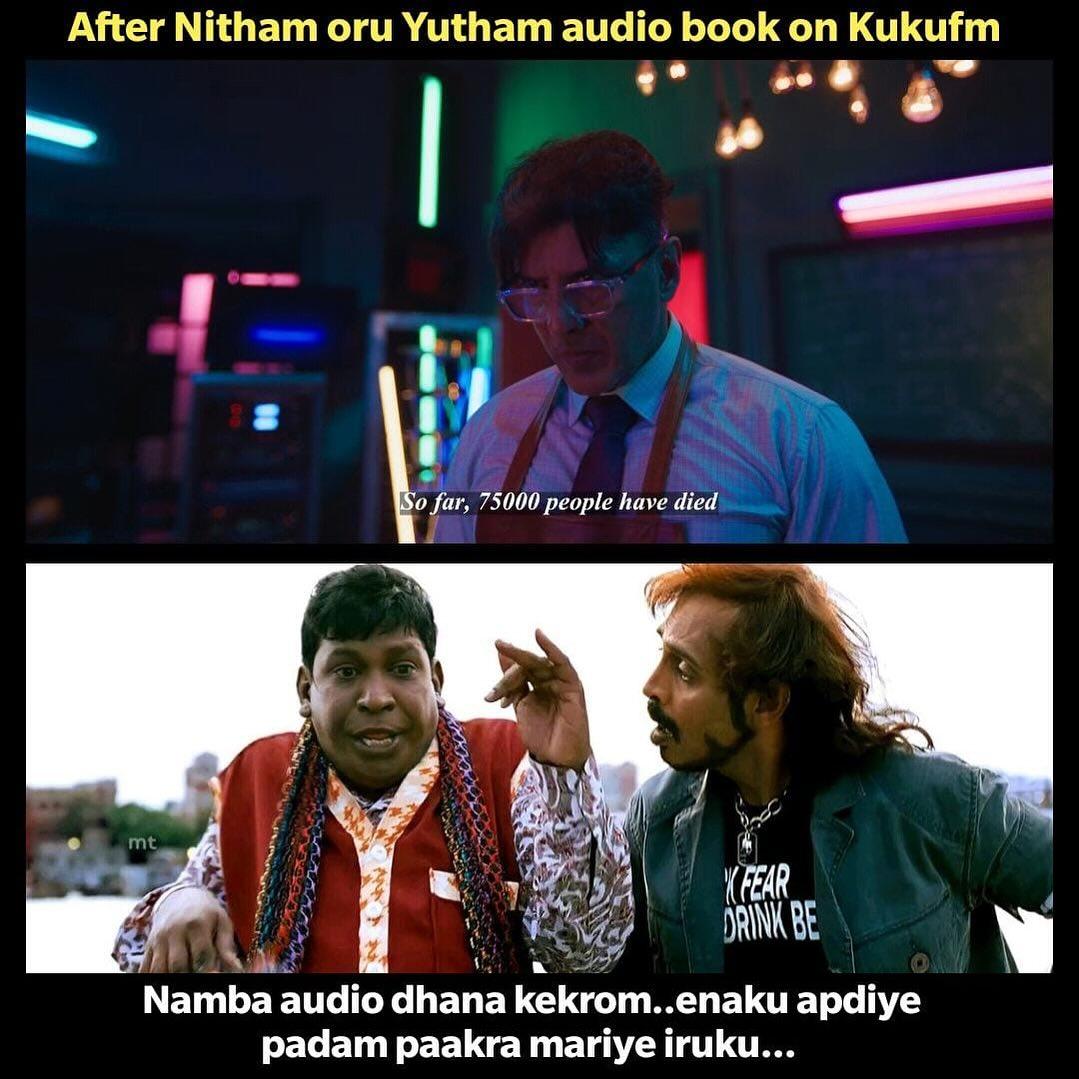 After Nitham oru Yutham audio book on Kukufm
So far, 75000 people have died
mt
K FEAR
DRINK BE
Namba audio dhana kekrom..enaku apdiye
padam paakra mariye iruku...